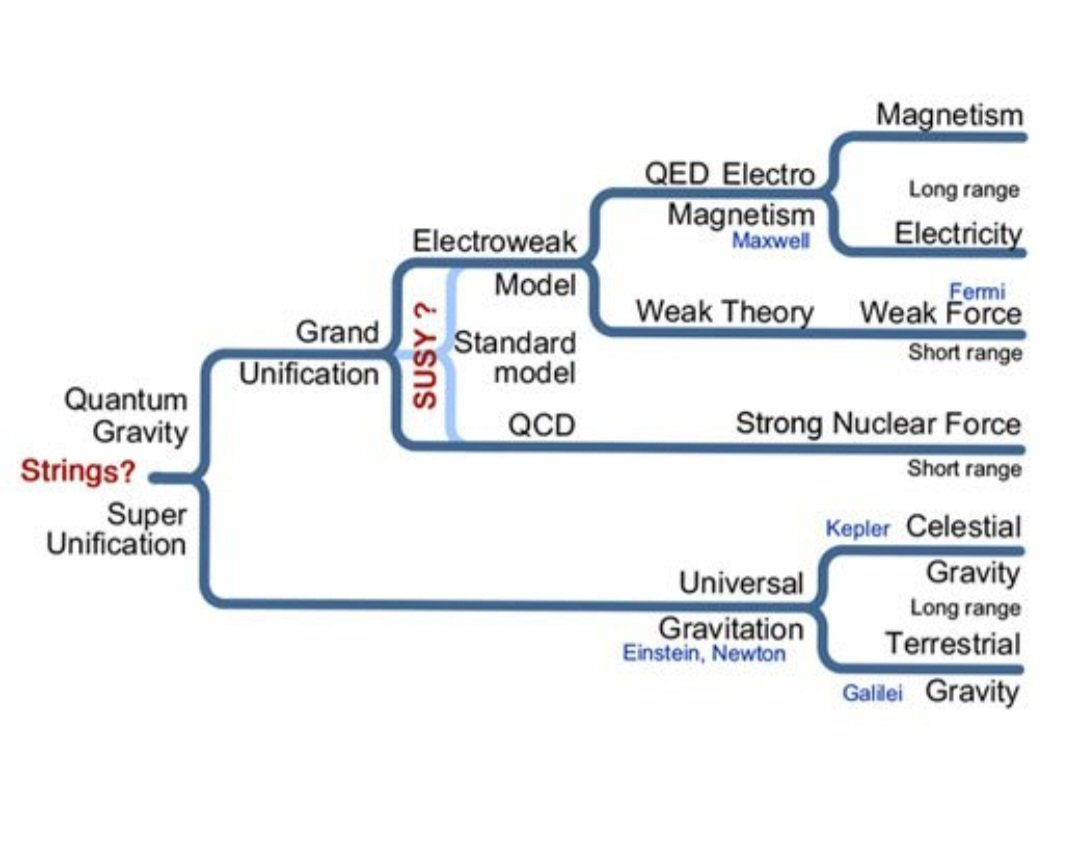 Magnetism
QED Electro
Long range
Magnetism
Maxwell
Electricity
Electroweak
Model
Fermi
Weak Theory
Weak Force
Short range
Grand
Unification
SUSY ?
Standard
model
Quantum
Gravity
QCD
Strong Nuclear Force
Short range
Strings?
Super
Unification
Kepler
Celestial
Gravity
Universal
Long range
Gravitation
Einstein, Newton
Terrestrial
Galilei
Gravity